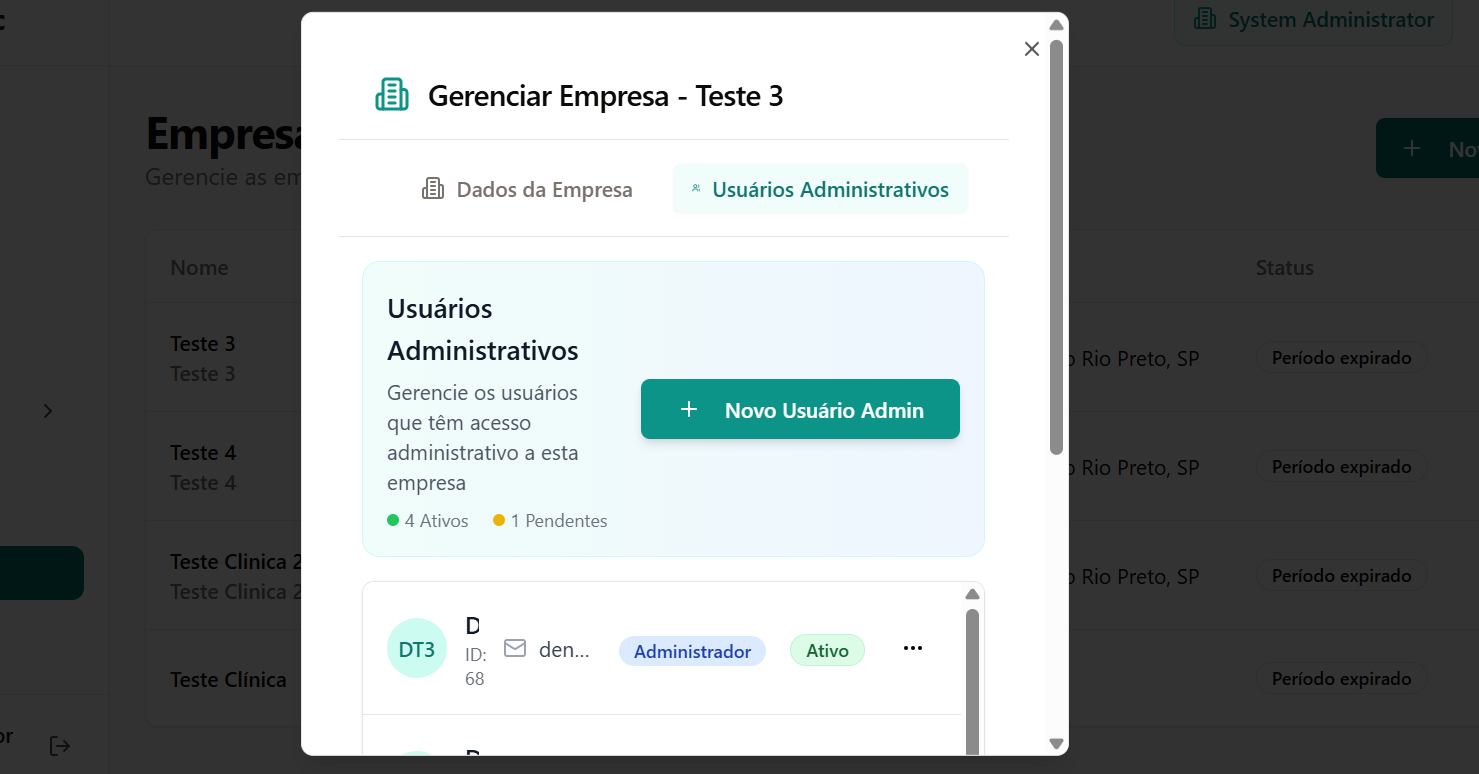 System Administrator
Gerenciar Empresa - Teste 3
Dados da Empresa
Usuários Administrativos
Empresa
Gerencie as em
No
Nome
Status
Teste 3
Teste 3
Rio Preto, SP
Período expirado
Teste 4
Teste 4
Rio Preto, SP
Período expirado
Teste Clinica 2
Teste Clinica 2
Rio Preto, SP
Período expirado
Teste Clínica
Período expirado
or
Usuários
Administrativos
Gerencie os usuários
que têm acesso
administrativo a esta
empresa
Novo Usuário Admin
4 Ativos
1 Pendentes
DT3
D
ID:
68
den...
Administrador
Ativo